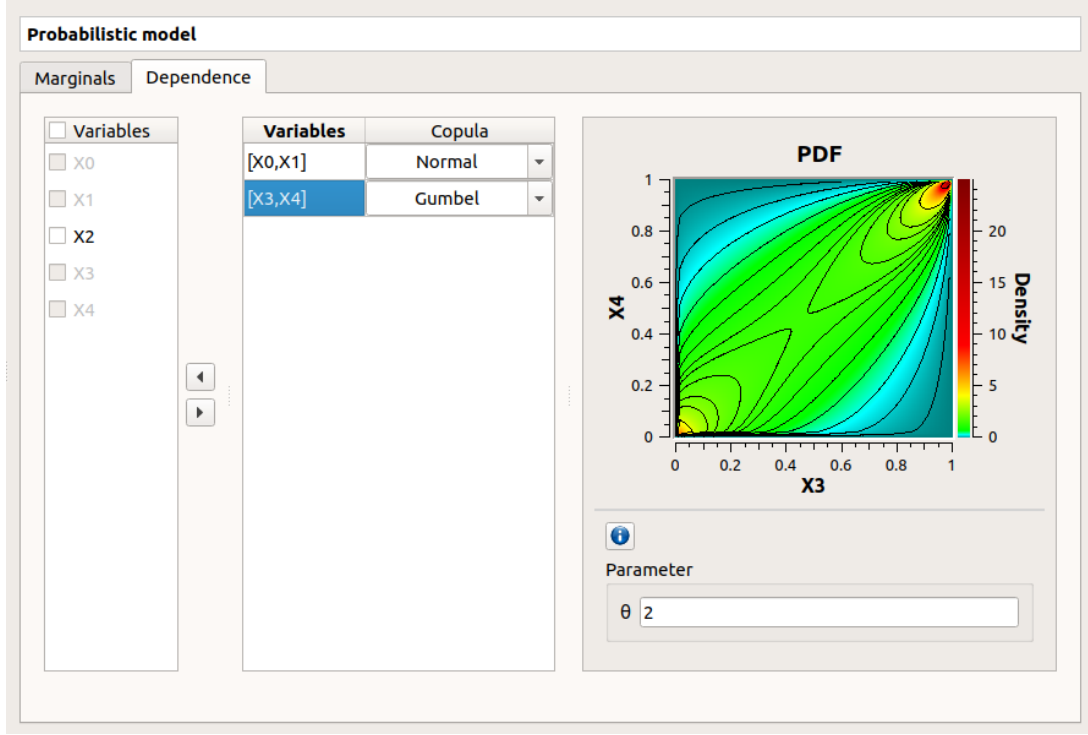 Probabilistic model
Marginals Dependence
Variables
X0
X1
X2
X3
X4
Variables Copula
[X0,X1] Normal
[X3,X4] Gumbel
PDF
1
0.8
0.6
0.4
0.2
0
X4
0 0.2 0.4 0.6 0.8 1
X3
20
15
10
5
0
Density
Parameter
θ 2